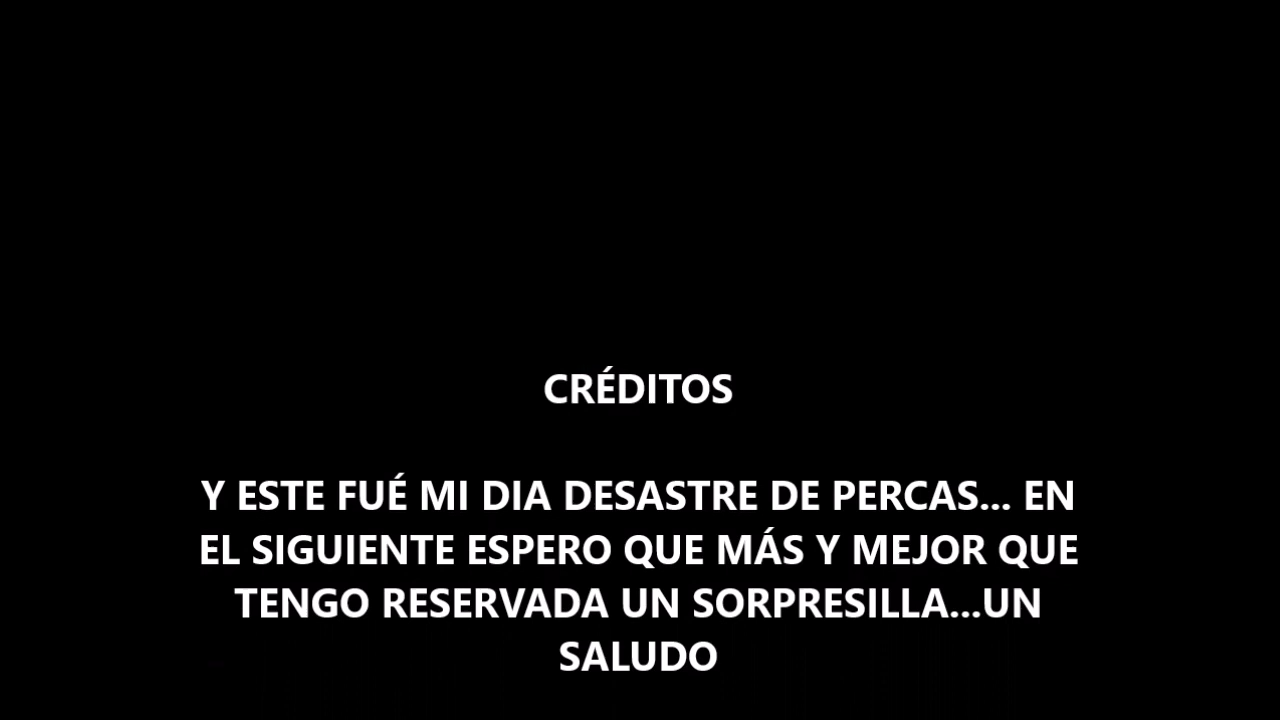 CRÉDITOS
Y ESTE FUÉ MI DIA DESASTRE DE PERCAS... EN
EL SIGUIENTE ESPERO QUE MÁS Y MEJOR QUE
TENGO RESERVADA UN SORPRESILLA...UN
SALUDO